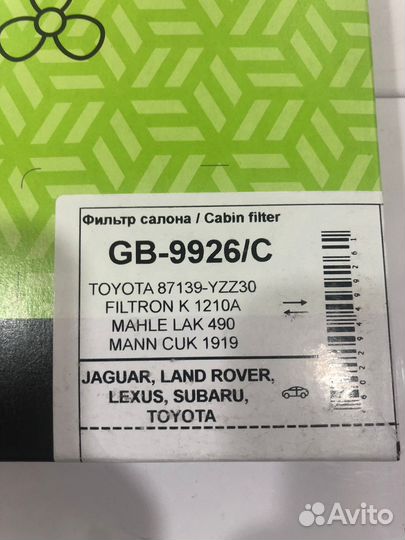 Фильтр салона / Cabin filter
GB-9926/C
TOYOTA 87139-YZZ30
FILTRON K 1210A
MAHLE LAK 490
MANN CUK 1919
JAGUAR, LAND ROVER,
LEXUS, SUBARU,
TOYOTA
Avito